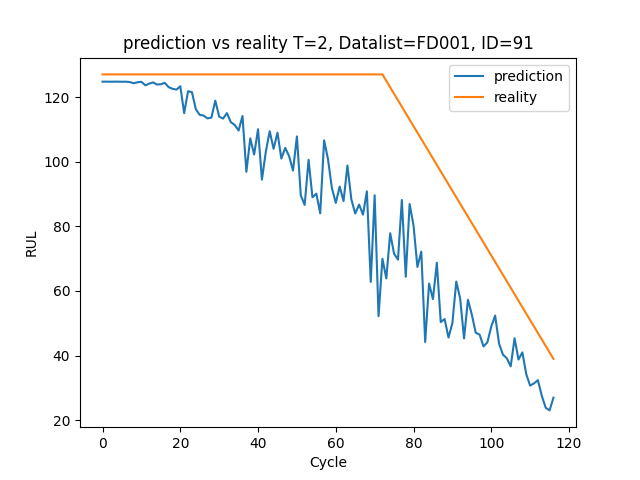 prediction vs reality T=2, Datalist=FD001, ID=91
prediction
reality
RUL
120
100
80
60
40
20
0 20 40 60 80 100 120
Cycle